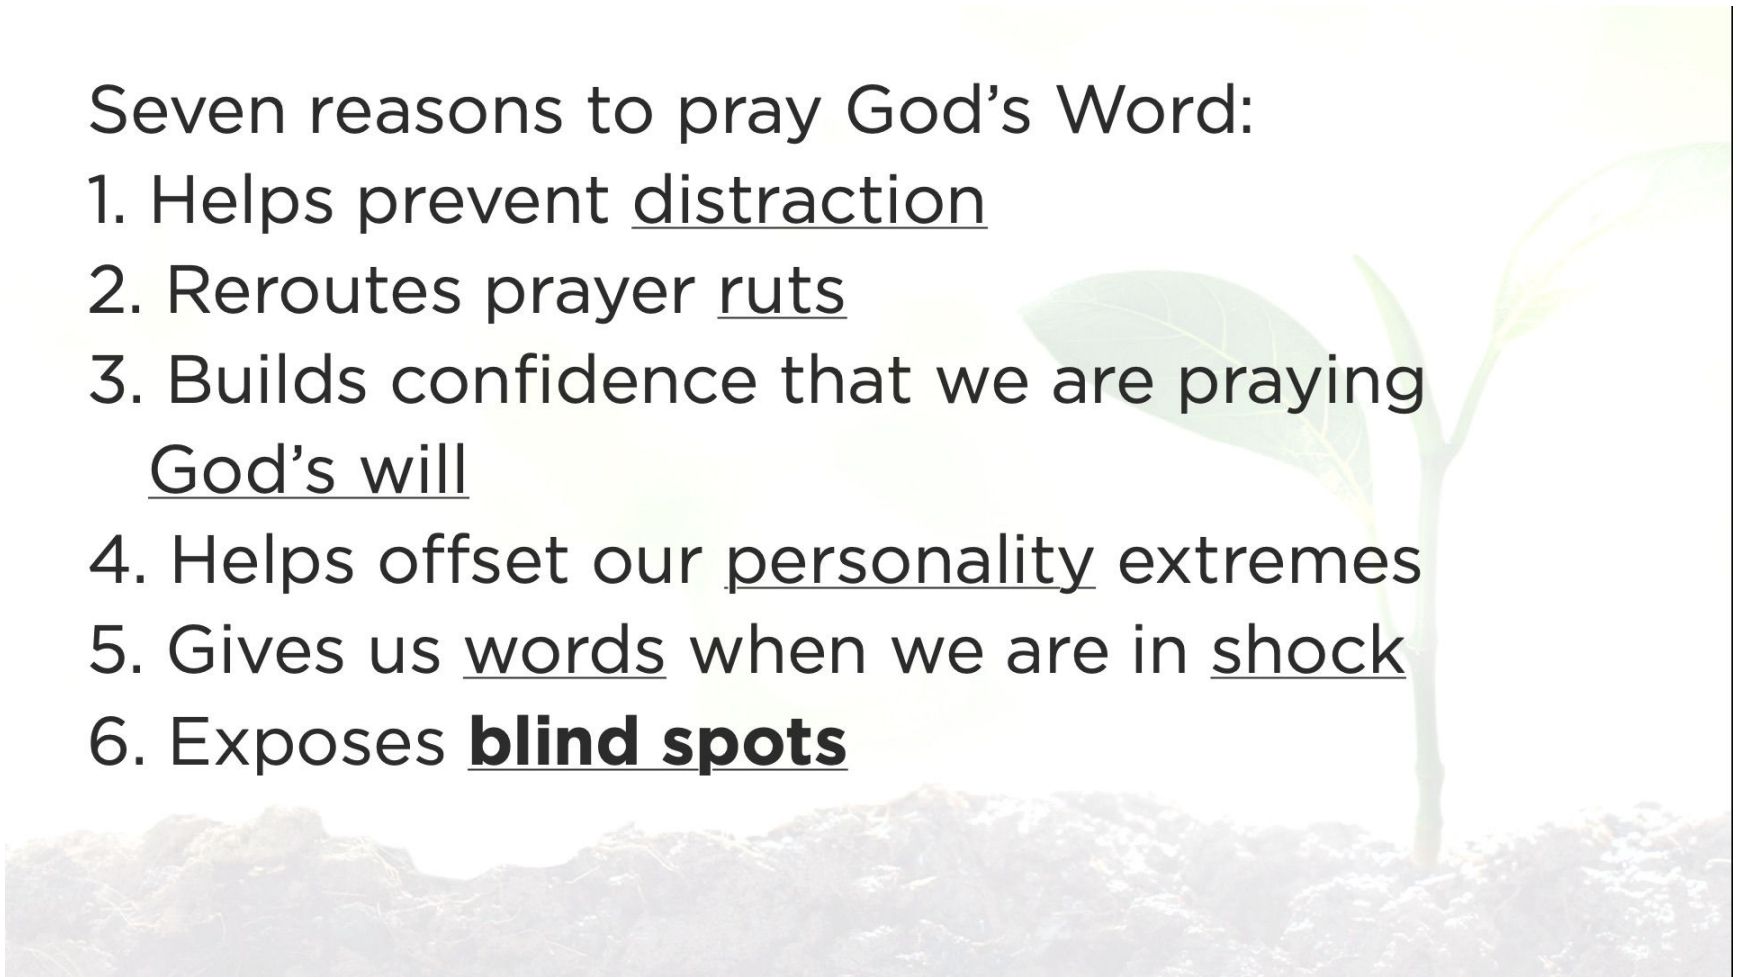 Seven reasons to pray God’s Word:
1. Helps prevent distraction
2. Reroutes prayer ruts
3. Builds confidence that we are praying
God’s will
4. Helps offset our personality extremes
5. Gives us words when we are in shock
6. Exposes blind spots